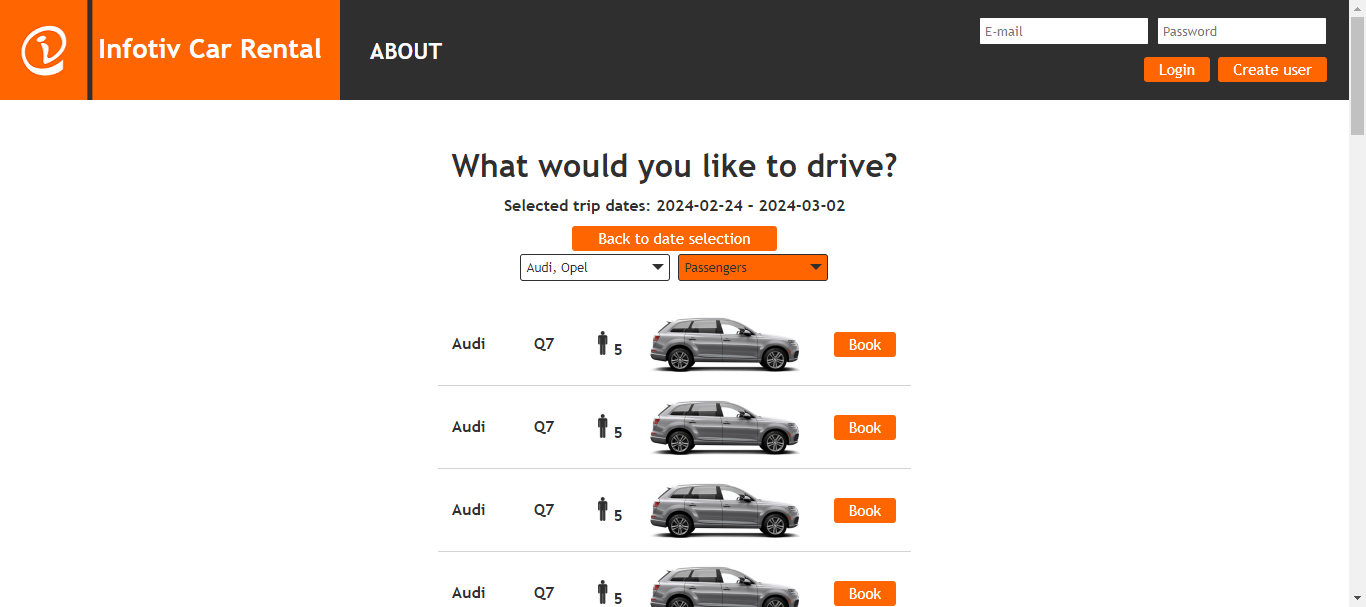 Infotiv Car Rental
ABOUT
E-mail
Password
Login
Create user
What would you like to drive?
Selected trip dates: 2024-02-24 - 2024-03-02
Back to date selection
Audi, Opel
Passengers
Audi Q7 5 Book
Audi Q7 5 Book
Audi Q7 5 Book
Audi Q7 5 Book